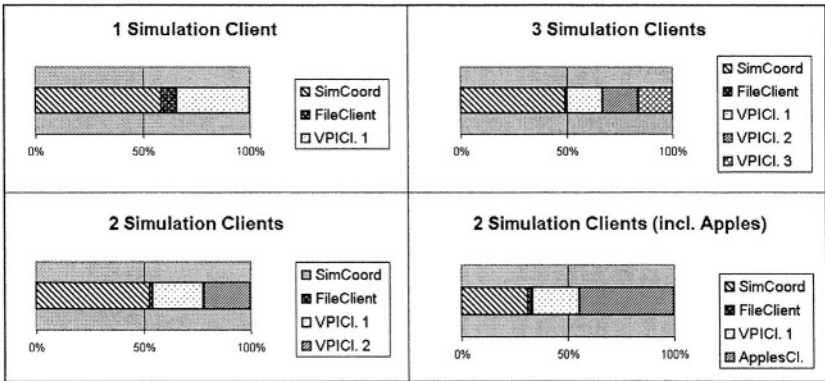 1 Simulation Client
SimCoord
FileClient
VPICl. 1
0%
50%
100%
3 Simulation Clients
SimCoord
FileClient
VPICl. 1
VPICl. 2
VPICl. 3
0%
50%
100%
2 Simulation Clients
SimCoord
FileClient
VPICl. 1
VPICl. 2
0%
50%
100%
2 Simulation Clients (incl. Apples)
SimCoord
FileClient
VPICl. 1
ApplesCl.
0%
50%
100%